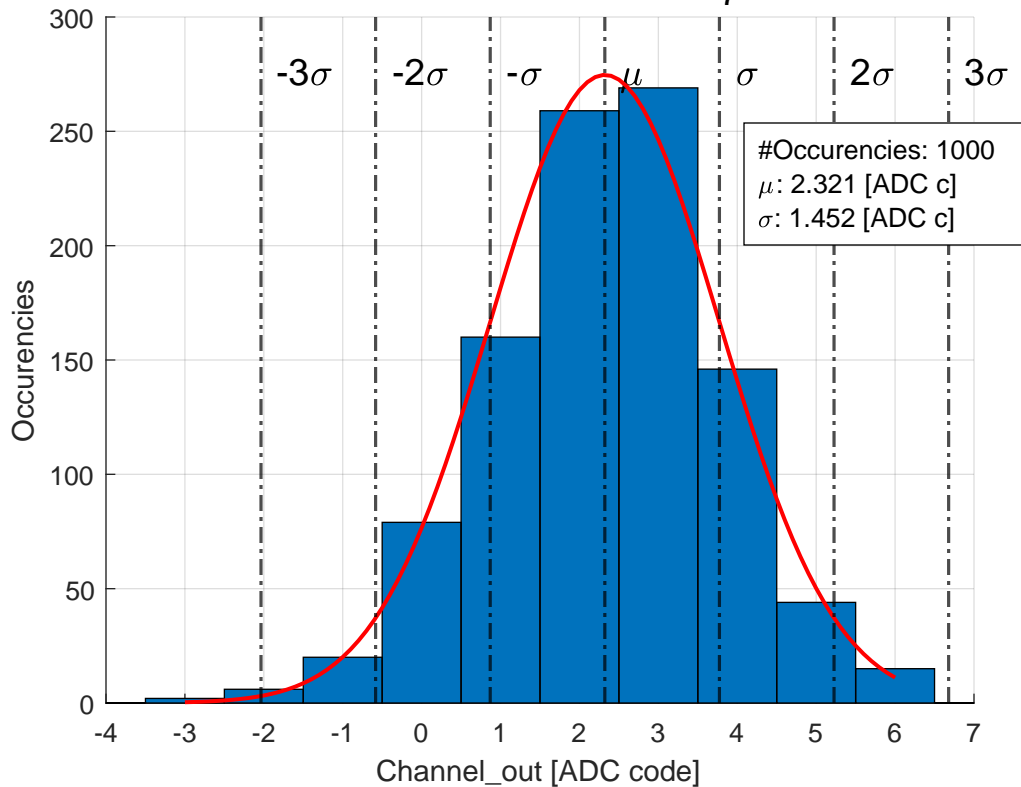 300
250
200
150
100
50
0
Occurencies
-3σ
-2σ
-σ
μ
σ
2σ
3σ
#Occurencies: 1000
μ: 2.321 [ADC c]
σ: 1.452 [ADC c]
-4 -3 -2 -1 0 1 2 3 4 5 6 7
Channel_out [ADC code]